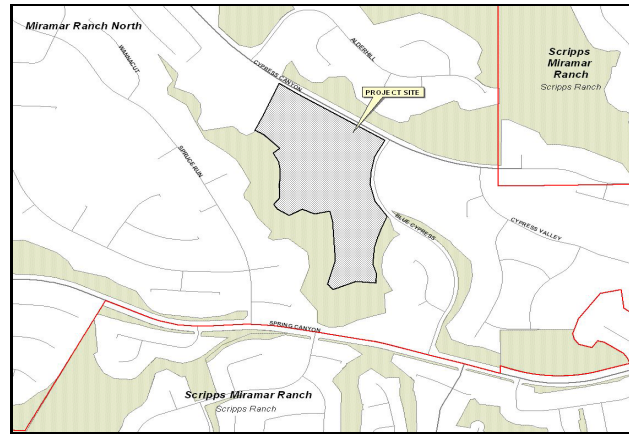 Miramar Ranch North
WANNACUT
ALDERHILL
CYPRESS CANYON
Scripps
Miramar
Ranch
Scripps Ranch
PROJECT SITE
SPRUCE RUN
BLUE CYPRESS
CYPRESS VALLEY
SPRING CANYON
Scripps Miramar Ranch
Scripps Ranch